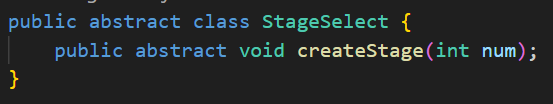 public abstract class StageSelect {
    public abstract void createStage(int num);
}